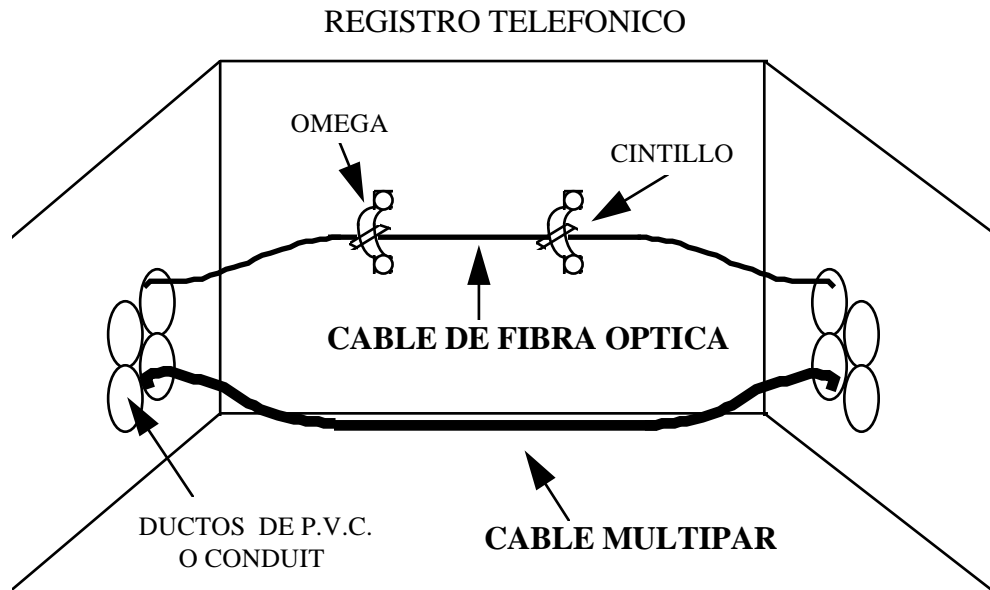 REGISTRO TELEFONICO
OMEGA
CINTILLO
CABLE DE FIBRA OPTICA
DUCTOS DE P.V.C.
O CONDUIT
CABLE MULTIPAR